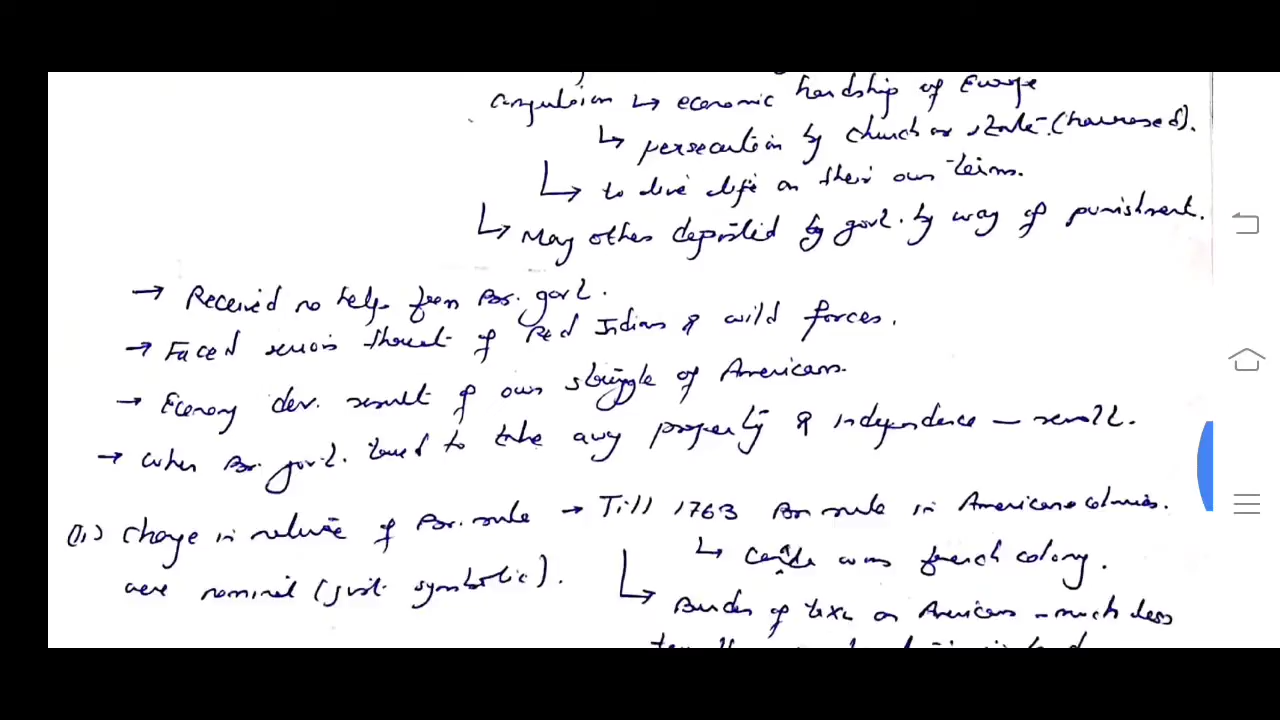 compulsion ↳ economic hardship of Europe
↳ persecution by church or state (harrased).
↳ to live life on their own terms.
↳ Many others deported by govt. by way of punishment.
→ Received no help from Br. govt.
→ Faced serious threat of Red Indians & wild forces.
→ Economy dev. result of own struggle of Americans.
→ When Br. govt. tried to take away property & independence – revolt.
(ii) Change in nature of Br. rule → Till 1763 Br rule in American colonies.
↳ Canada was french colony.
were nominal (just symbolic).
↳ Burden of tax on Americans – much less